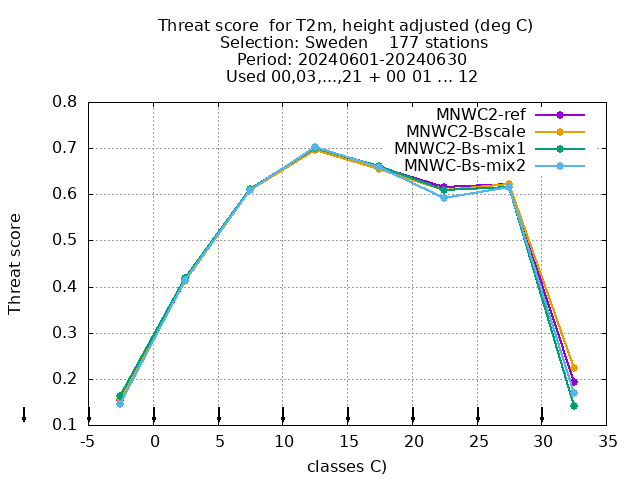 Threat score  for T2m, height adjusted (deg C)
Selection: Sweden    177 stations
Period: 20240601-20240630
Used 00,03,...,21 + 00 01 ... 12
MNWC2-ref
MNWC2-Bscale
MNWC2-Bs-mix1
MNWC-Bs-mix2
Threat score
0.8
0.7
0.6
0.5
0.4
0.3
0.2
0.1
-5 0 5 10 15 20 25 30 35
classes C)